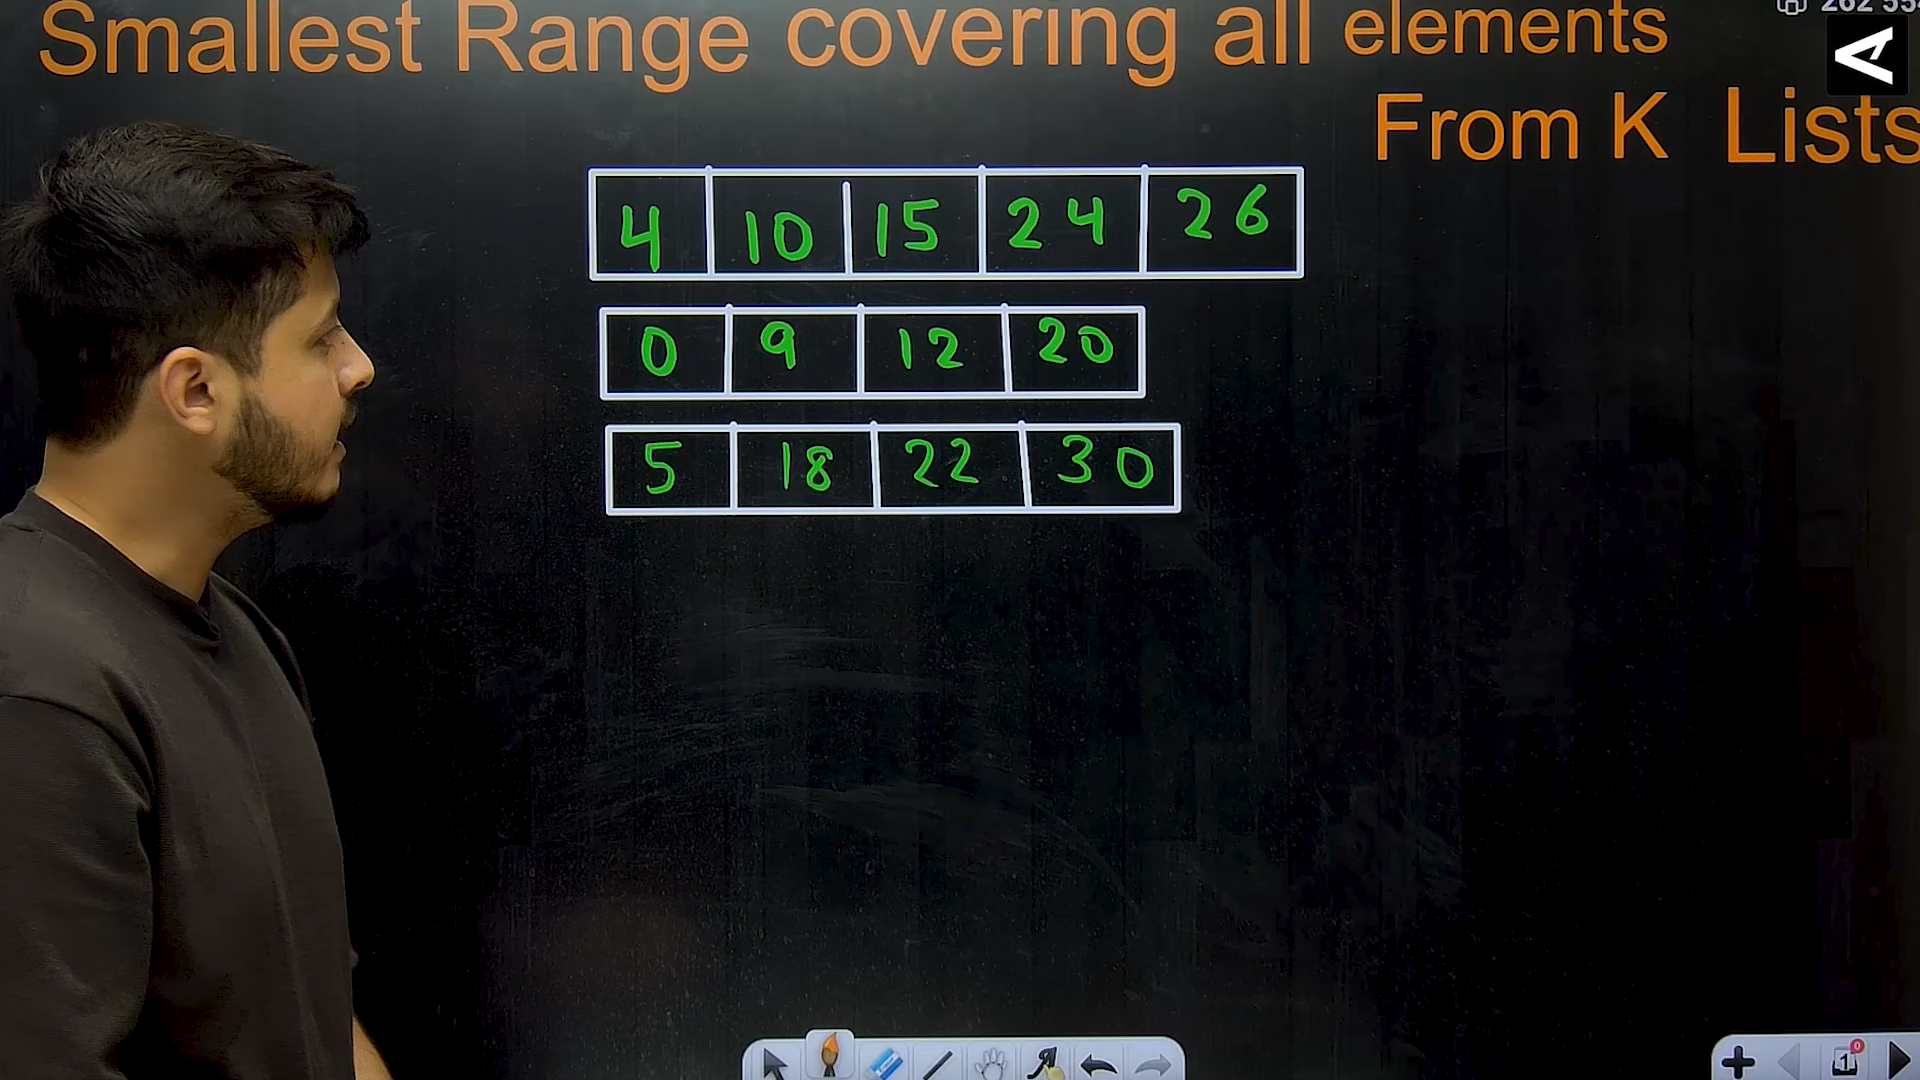 Smallest Range covering all elements
From K Lists
4 10 15 24 26
0 9 12 20
5 18 22 30